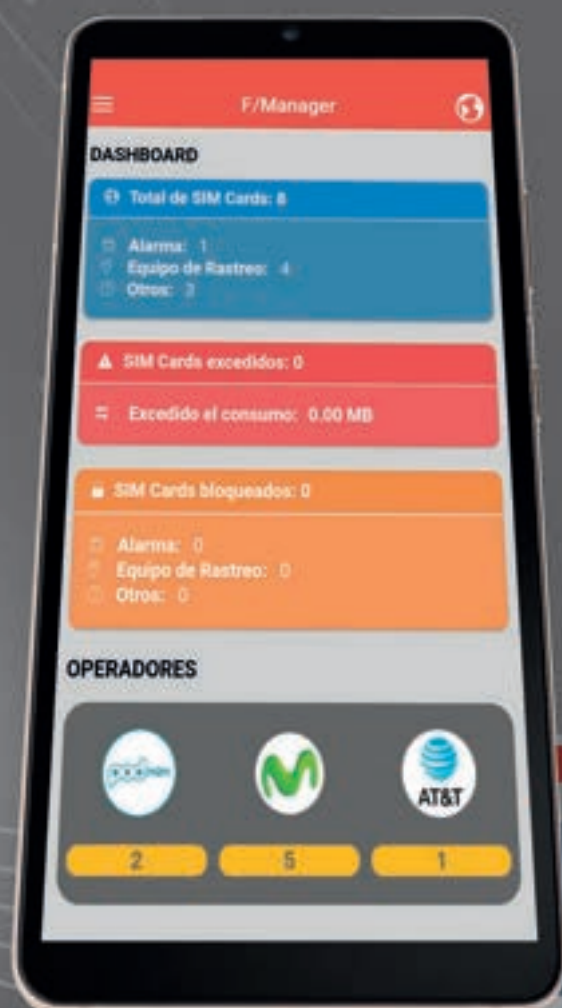 F/Manager
DASHBOARD
Total de SIM Cards: 8
Alarma: 1
Equipo de Rastreo: 4
Otros: 3
SIM Cards excedidos: 0
Excedido el consumo: 0.00 MB
SIM Cards bloqueados: 0
Alarma: 0
Equipo de Rastreo: 0
Otros: 0
OPERADORES
AT&T
2 5 1